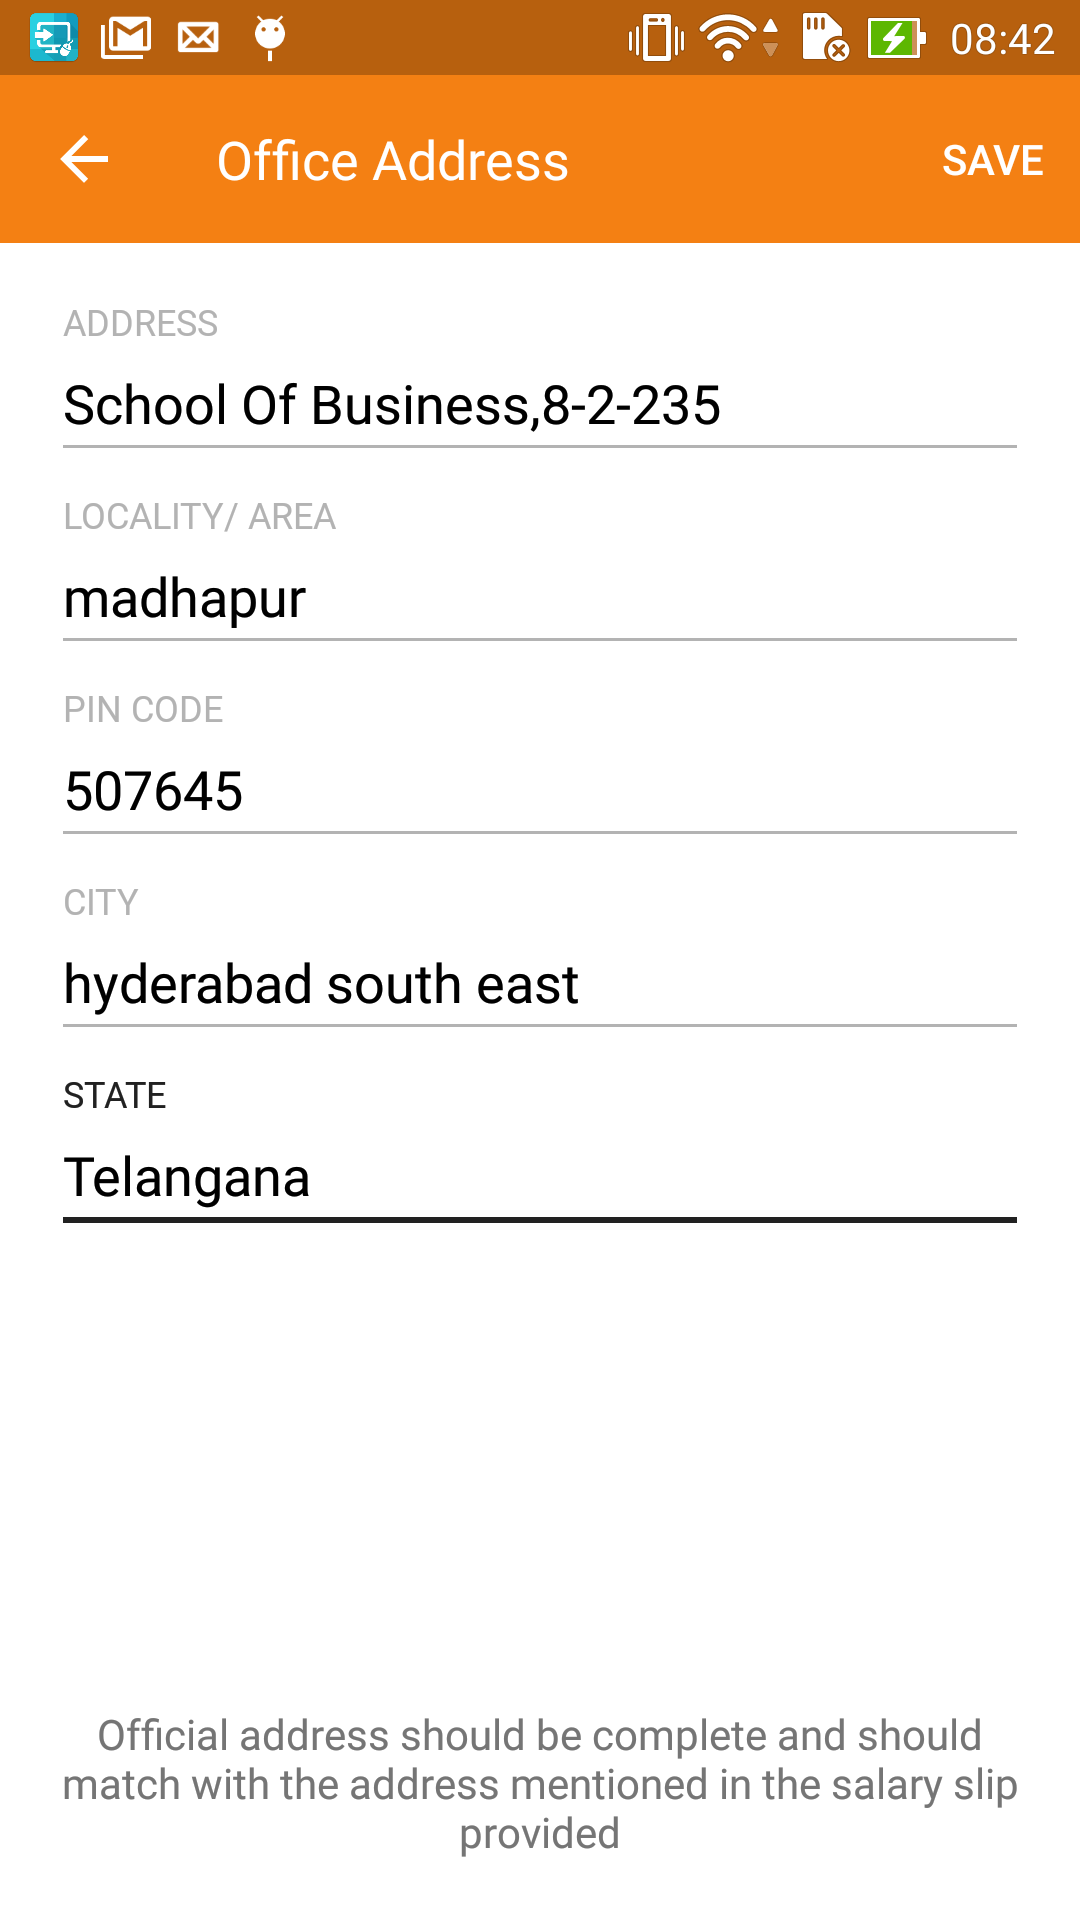 08:42
Office Address
SAVE
ADDRESS
School Of Business,8-2-235
LOCALITY/ AREA
madhapur
PIN CODE
507645
CITY
hyderabad south east
STATE
Telangana
Official address should be complete and should
match with the address mentioned in the salary slip
provided